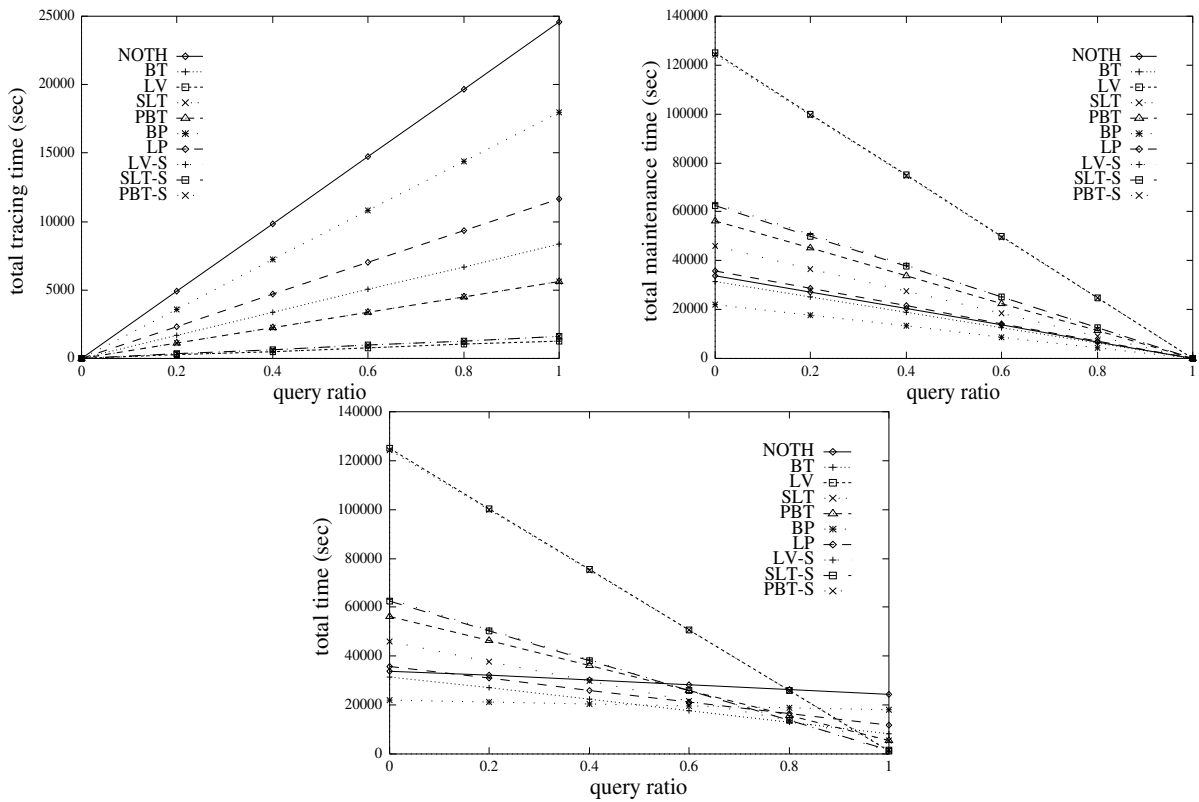 25000
20000
15000
10000
5000
0
total tracing time (sec)
NOTH
BT
LV
SLT
PBT
BP
LP
LV-S
SLT-S
PBT-S
0 0.2 0.4 0.6 0.8 1
query ratio
140000
120000
100000
80000
60000
40000
20000
0
total maintenance time (sec)
NOTH
BT
LV
SLT
PBT
BP
LP
LV-S
SLT-S
PBT-S
0 0.2 0.4 0.6 0.8 1
query ratio
140000
120000
100000
80000
60000
40000
20000
0
total time (sec)
NOTH
BT
LV
SLT
PBT
BP
LP
LV-S
SLT-S
PBT-S
0 0.2 0.4 0.6 0.8 1
query ratio